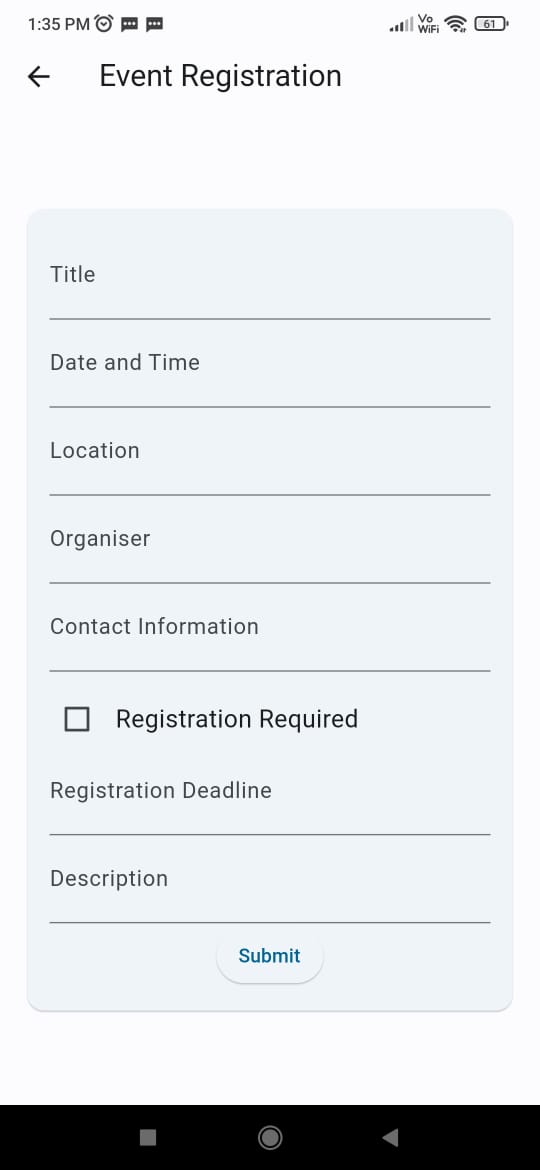 1:35 PM
Vo
WiFi
61
Event Registration
Title
Date and Time
Location
Organiser
Contact Information
Registration Required
Registration Deadline
Description
Submit